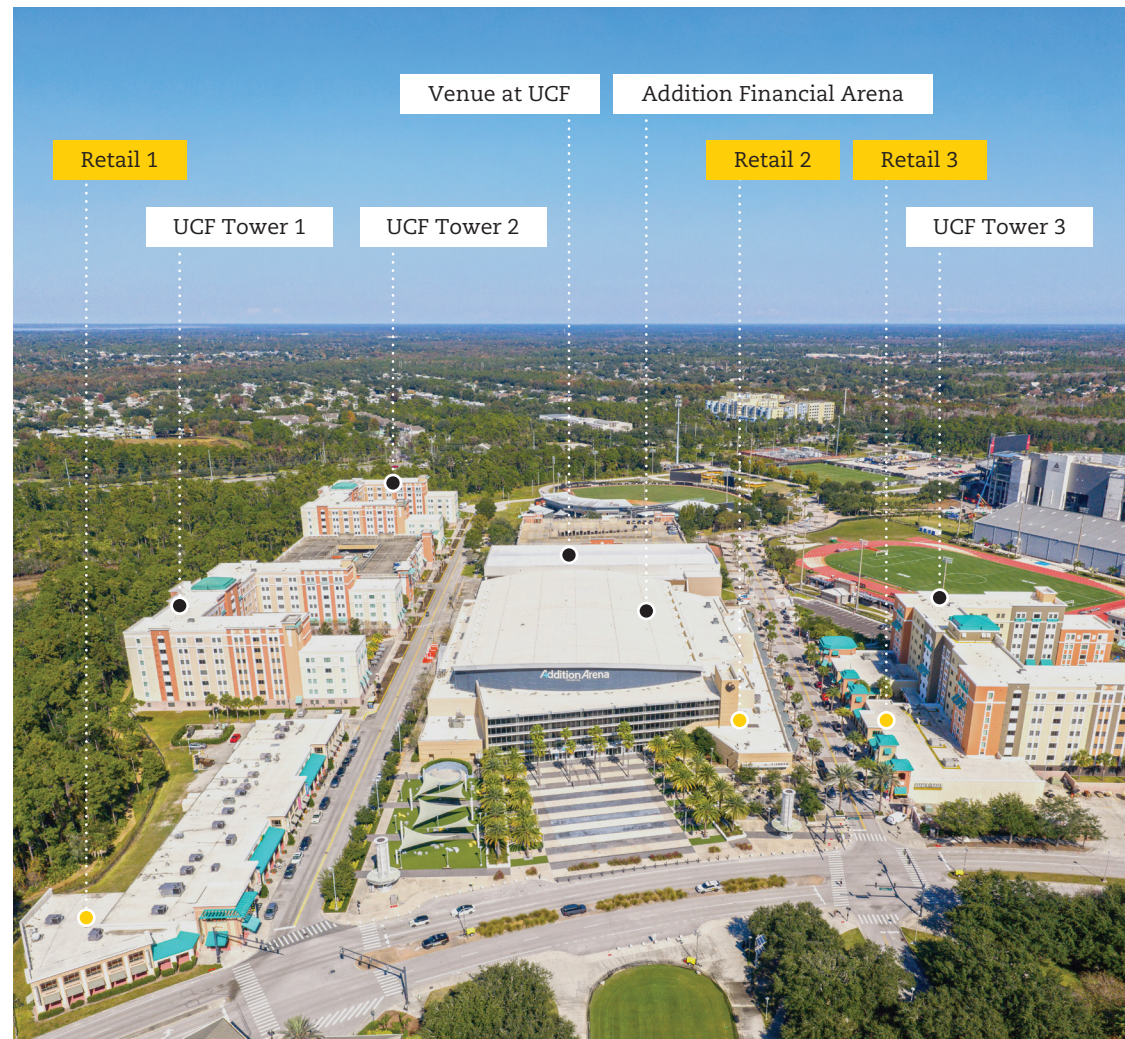 Venue at UCF
Addition Financial Arena
Retail 1
Retail 2
Retail 3
UCF Tower 1
UCF Tower 2
UCF Tower 3
Addition Arena